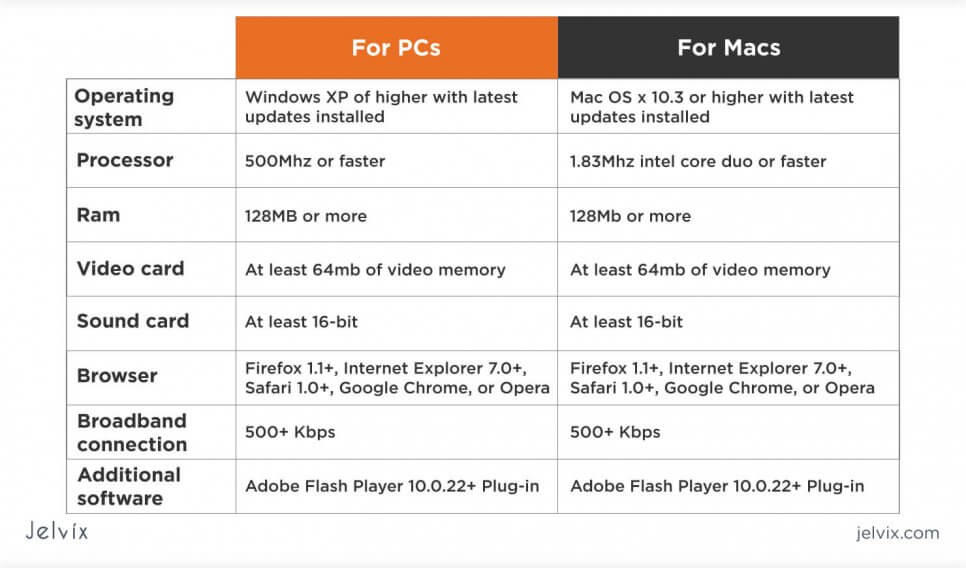 For PCs
For Macs
Operating
system
Windows XP of higher with latest
updates installed
Mac OS x 10.3 or higher with latest
updates installed
Processor
500Mhz or faster
1.83Mhz intel core duo or faster
Ram
128MB or more
128Mb or more
Video card
At least 64mb of video memory
At least 64mb of video memory
Sound card
At least 16-bit
At least 16-bit
Browser
Firefox 1.1+, Internet Explorer 7.0+,
Safari 1.0+, Google Chrome, or Opera
Firefox 1.1+, Internet Explorer 7.0+,
Safari 1.0+, Google Chrome, or Opera
Broadband
connection
500+ Kbps
500+ Kbps
Additional
software
Adobe Flash Player 10.0.22+ Plug-in
Adobe Flash Player 10.0.22+ Plug-in
Jelvix
jelvix.com